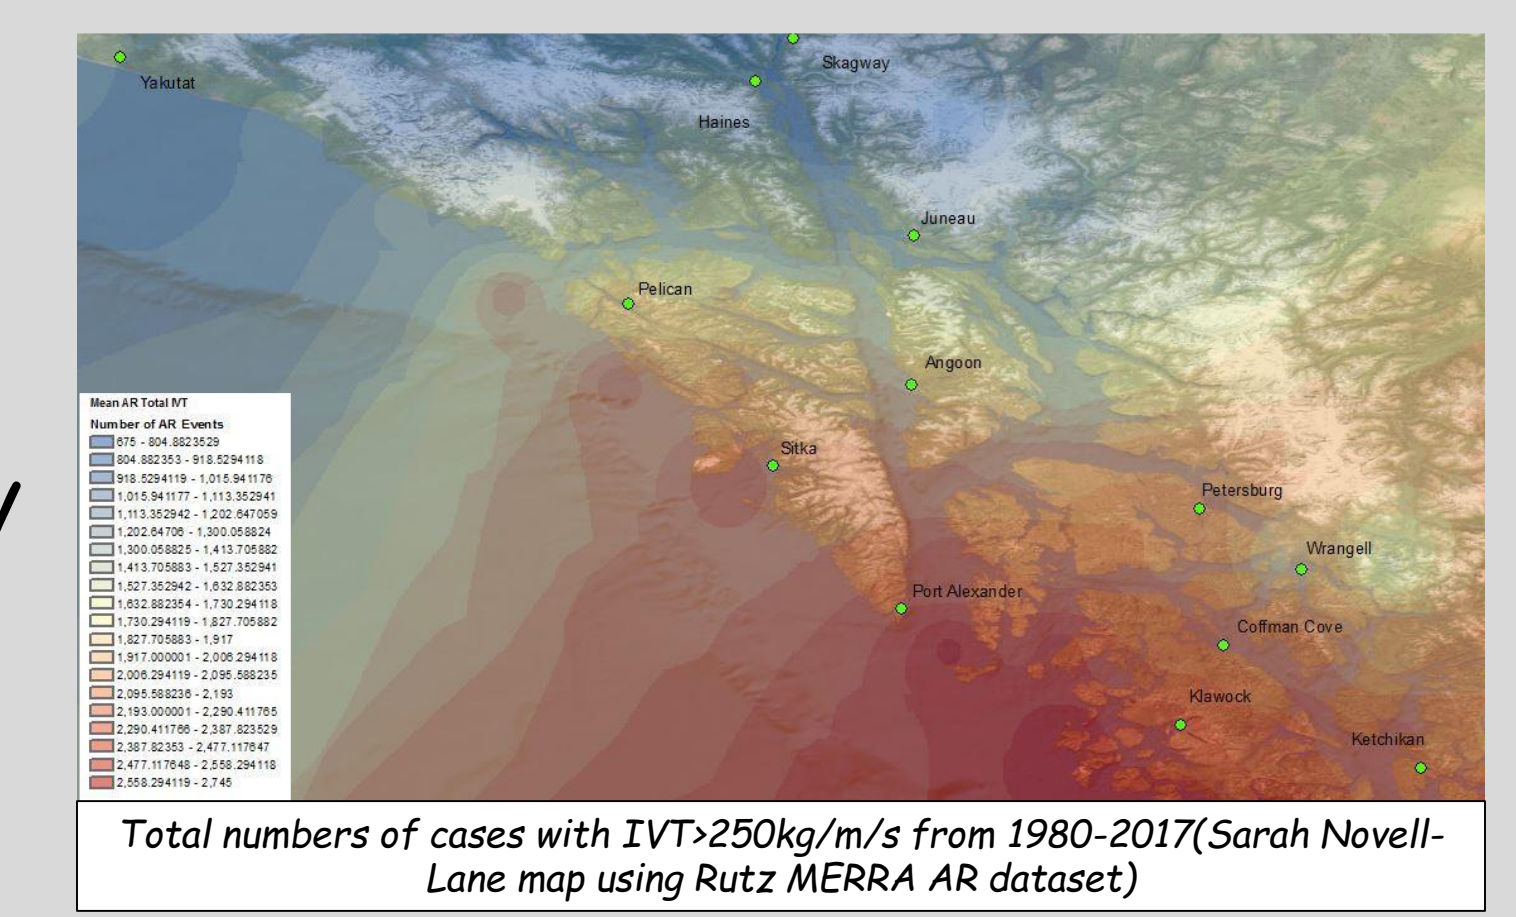 Skagway
Yakutat
Haines
Juneau
Pelican
Angoon
Sitka
Petersburg
Wrangell
Port Alexander
Coffman Cove
Klawock
Ketchikan
Mean AR Total IVT
Number of AR Events
675 - 804.8823529
804.882353 - 918.5294118
918.5294119 - 1,015.941176
1,015.941177 - 1,113.352941
1,113.352942 - 1,202.647059
1,202.64706 - 1,300.058824
1,300.058825 - 1,413.705882
1,413.705883 - 1,527.352941
1,527.352942 - 1,632.882353
1,632.882354 - 1,730.294118
1,730.294119 - 1,827.705882
1,827.705883 - 1,917
1,917.000001 - 2,006.294118
2,006.294119 - 2,095.588235
2,095.588236 - 2,193
2,193.000001 - 2,290.411765
2,290.411766 - 2,387.823529
2,387.82353 - 2,477.117647
2,477.117648 - 2,558.294118
2,558.294119 - 2,745
Total numbers of cases with IVT>250kg/m/s from 1980-2017(Sarah Novell-
Lane map using Rutz MERRA AR dataset)